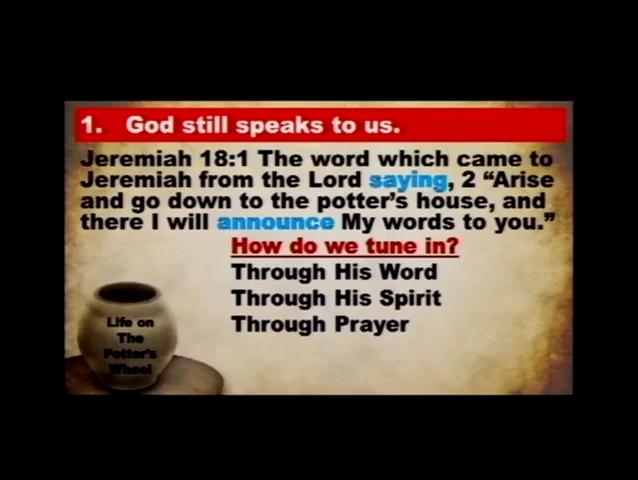 1. God still speaks to us.
Jeremiah 18:1 The word which came to
Jeremiah from the Lord saying, 2 “Arise
and go down to the potter’s house, and
there I will announce My words to you.”
How do we tune in?
Through His Word
Through His Spirit
Through Prayer
Life on
The
Potter’s
Wheel